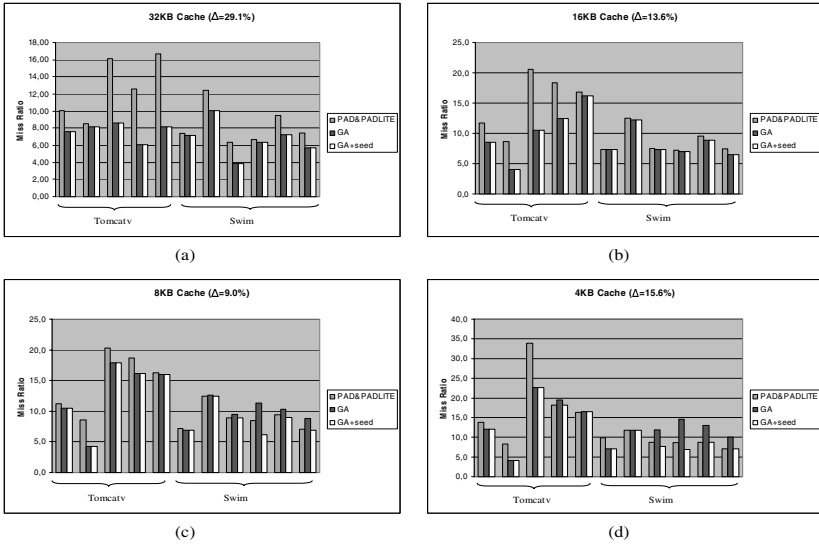 32KB Cache (Δ=29.1%)
18,00
16,00
14,00
12,00
10,00
8,00
6,00
4,00
2,00
0,00
Miss Ratio
PAD&PADLITE
GA
GA+seed
Tomcatv
Swim
(a)
16KB Cache (Δ=13.6%)
25,0
20,0
15,0
10,0
5,0
0,0
Miss Ratio
PAD&PADLITE
GA
GA+seed
Tomcatv
Swim
(b)
8KB Cache (Δ=9.0%)
25,0
20,0
15,0
10,0
5,0
0,0
Miss Ratio
PAD&PADLITE
GA
GA+seed
Tomcatv
Swim
(c)
4KB Cache (Δ=15.6%)
40,0
35,0
30,0
25,0
20,0
15,0
10,0
5,0
0,0
Miss Ratio
PAD&PADLITE
GA
GA+seed
Tomcatv
Swim
(d)